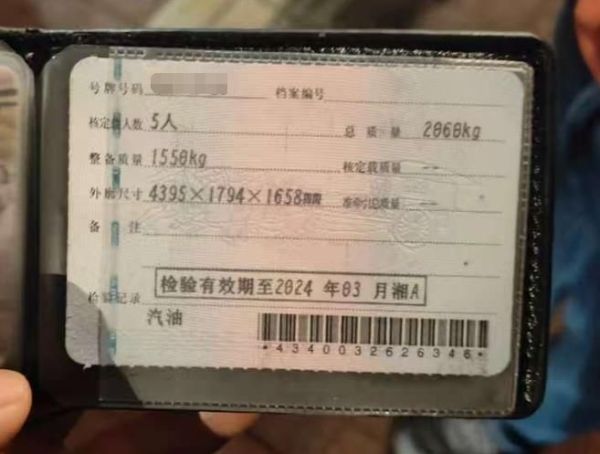 号牌号码 档案编号
核定载人数 5人 总质量 2060kg
整备质量 1550kg 核定载质量 --
外廓尺寸 4395×1794×1658mm 准牵引总质量 --
备注
检验有效期至2024 年03 月湘A
检验记录
汽油
*4340032626346*